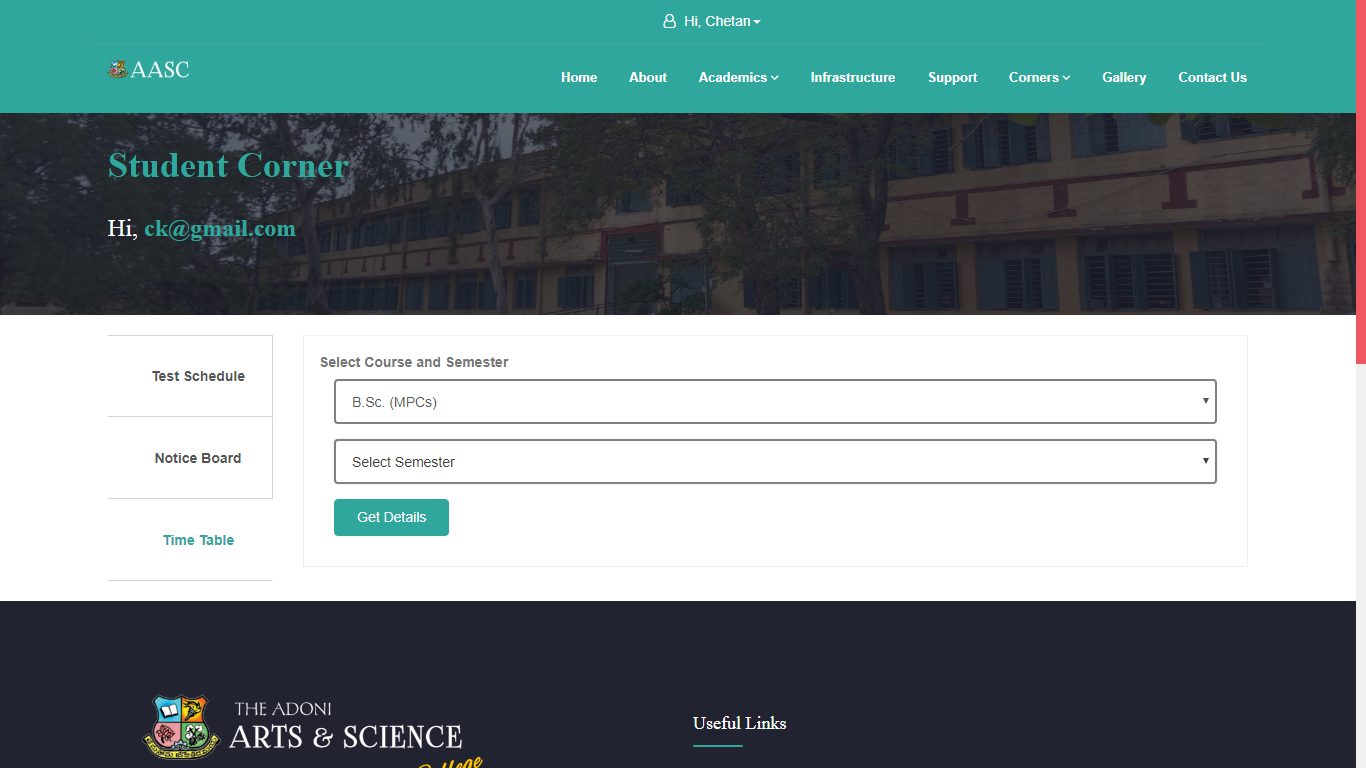 Hi, Chetan
AASC
Home About Academics Infrastructure Support Corners Gallery Contact Us
Student Corner
Hi, ck@gmail.com
Test Schedule
Notice Board
Time Table
Select Course and Semester
B.Sc. (MPCs)
Select Semester
Get Details
THE ADONI
ARTS & SCIENCE
College
Useful Links